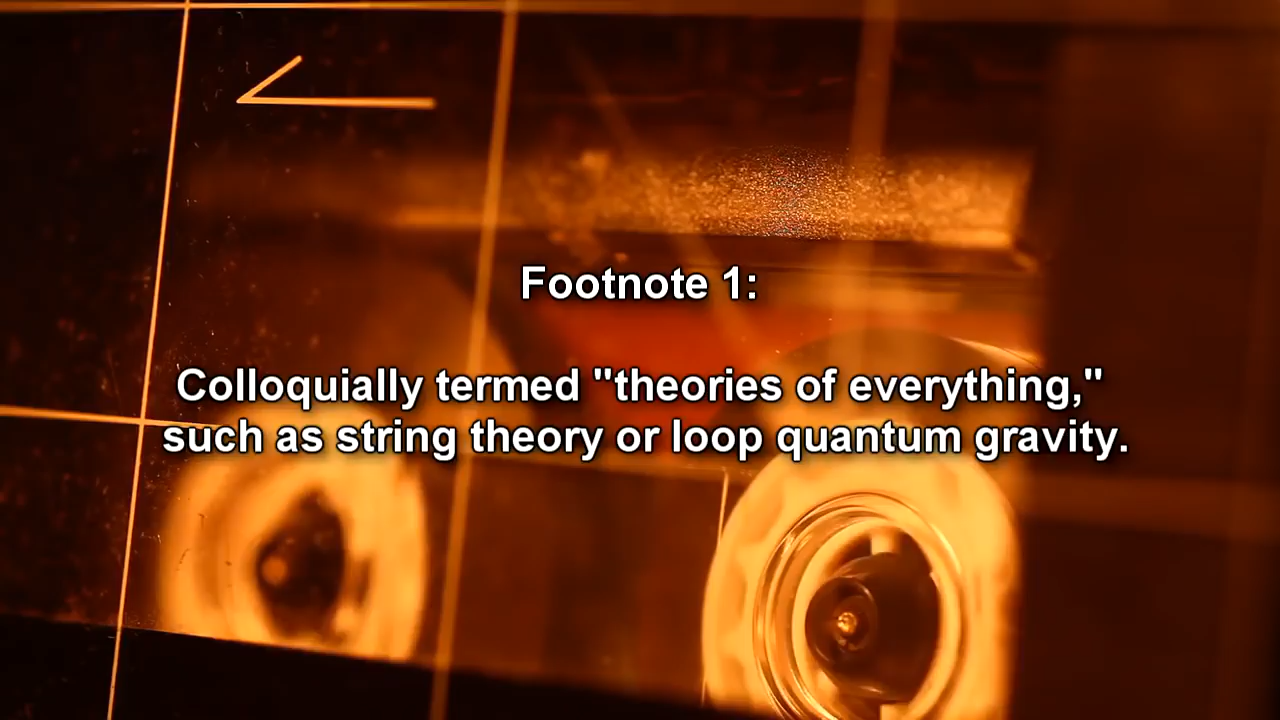 Footnote 1:
Colloquially termed "theories of everything,"
such as string theory or loop quantum gravity.